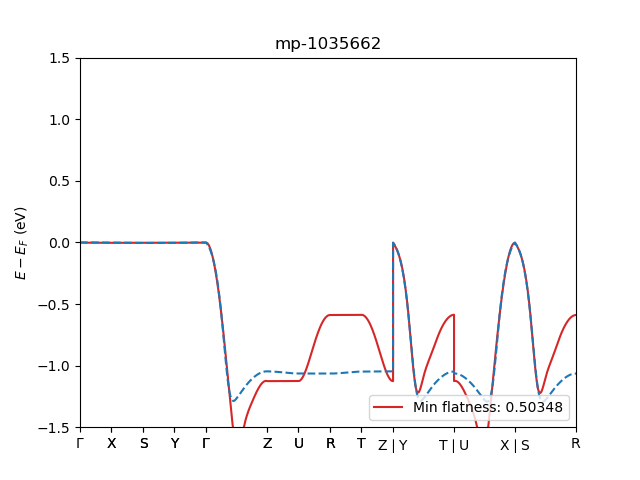 mp-1035662
E − E_F (eV)
1.5
1.0
0.5
0.0
−0.5
−1.0
−1.5
Min flatness: 0.50348
Γ X S Y Γ Z U R T Z | Y T | U X | S R